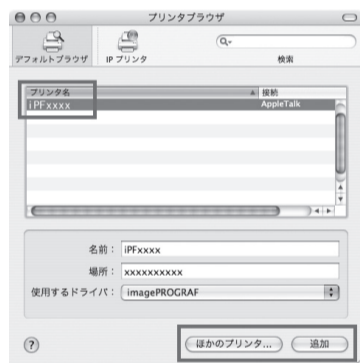 プリンタブラウザ
デフォルトブラウザ IP プリンタ 検索
プリンタ名 接続
iPFxxxx AppleTalk
名前： iPFxxxx
場所： xxxxxxxxxx
使用するドライバ： imagePROGRAF
? ほかのプリンタ... 追加